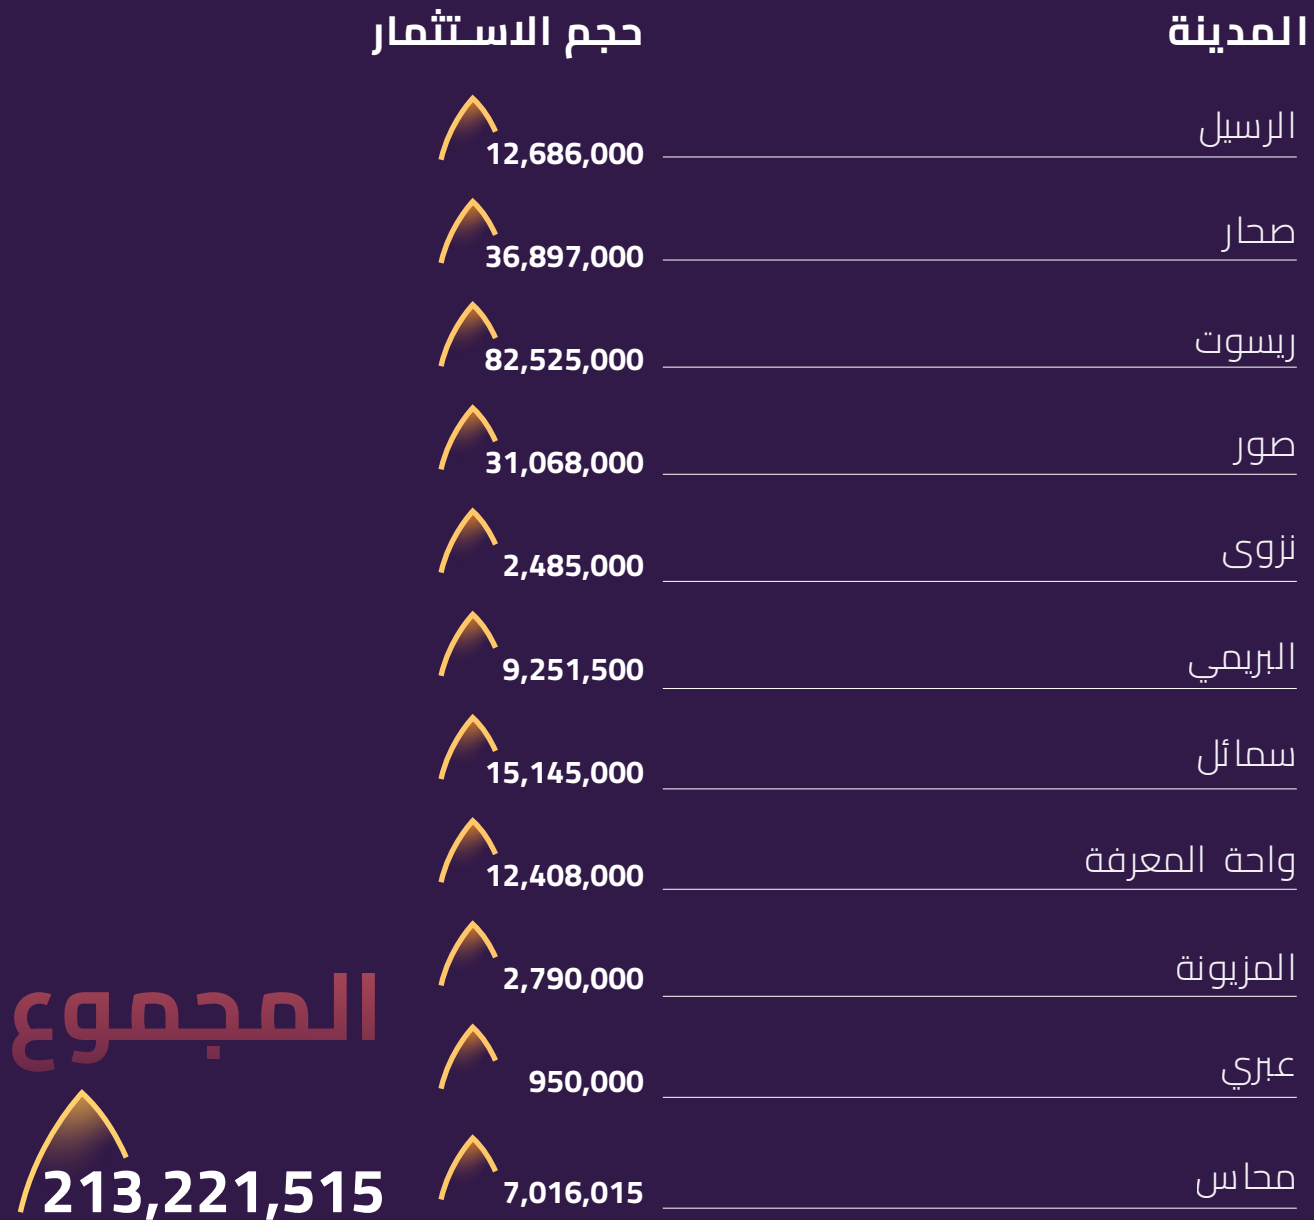 المدينة حجم الاستثمار
الرسيل 12,686,000
صحار 36,897,000
ريسوت 82,525,000
صور 31,068,000
نزوى 2,485,000
البريمي 9,251,500
سمائل 15,145,000
واحة المعرفة 12,408,000
المزيونة 2,790,000
عبري 950,000
محاس 7,016,015
المجموع
213,221,515